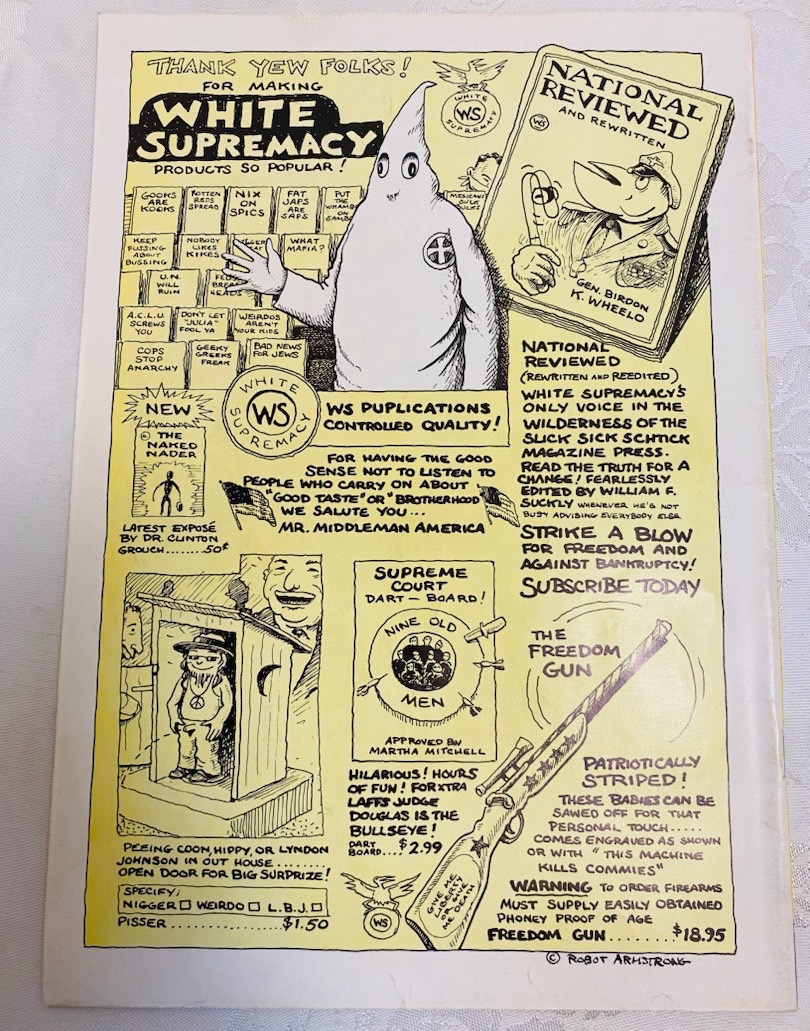 THANK YEW FOLKS!
FOR MAKING
WHITE
SUPREMACY
PRODUCTS SO POPULAR!
WHITE
WS
SUPREMACY
GOOKS ARE KOOKS
ROTTEN REDS SPREAD
NIX ON SPICS
FAT JAPS ARE SAPS
PUT THE WHAMB ON SAMB
MEXICANS
KEEP FUSSING ABOUT BUSSING
NOBODY LIKES KIKES
WHAT MAFIA?
U.N. WILL RUIN
FEDS BREA HEADS
A.C.L.U. SCREWS YOU
DON'T LET "JULIA" FOOL YA
WEIRDOS AREN'T YOUR KIDS
COPS STOP ANARCHY
GEEKY GREEKS FREAK
BAD NEWS FOR JEWS
NATIONAL
REVIEWED
AND REWRITTEN
WS
GEN. BIRDON
K. WHEELO
WHITE
WS
SUPREMACY
WS PUPLICATIONS
CONTROLLED QUALITY!
NEW
© THE
NAKED
NADER
LATEST EXPOSÉ
BY DR. CLINTON
GROUCH........50¢
FOR HAVING THE GOOD
SENSE NOT TO LISTEN TO
PEOPLE WHO CARRY ON ABOUT
"GOOD TASTE" OR "BROTHERHOOD"
WE SALUTE YOU...
MR. MIDDLEMAN AMERICA
NATIONAL
REVIEWED
(REWRITTEN AND REEDITED)
WHITE SUPREMACY'S
ONLY VOICE IN THE
WILDERNESS OF THE
SLICK SICK SCHTICK
MAGAZINE PRESS.
READ THE TRUTH FOR A
CHANGE! FEARLESSLY
EDITED BY WILLIAM F.
SUCKLY WHENEVER HE'S NOT
BUSY ADVISING EVERYBODY ELSE
STRIKE A BLOW
FOR FREEDOM AND
AGAINST BANKRUPTCY!
SUBSCRIBE TODAY
PEEING COON, HIPPY, OR LYNDON
JOHNSON IN OUT HOUSE........
OPEN DOOR FOR BIG SURPRIZE!
SPECIFY;
NIGGER□ WEIRDO□ L.B.J.□
PISSER..................$1.50
SUPREME
COURT
DART-BOARD!
NINE OLD
MEN
APPROVED BY
MARTHA MITCHELL
HILARIOUS! HOURS
OF FUN! FOR XTRA
LAFFS JUDGE
DOUGLAS IS THE
BULLSEYE!
DART
BOARD...$2.99
WS
THE
FREEDOM
GUN
GIVE ME
LIBERTY
OR GIVE
ME DEATH
PATRIOTICALLY
STRIPED!
THESE BABIES CAN BE
SAWED OFF FOR THAT
PERSONAL TOUCH.....
COMES ENGRAVED AS SHOWN
OR WITH "THIS MACHINE
KILLS COMMIES"
WARNING TO ORDER FIREARMS
MUST SUPPLY EASILY OBTAINED
PHONEY PROOF OF AGE
FREEDOM GUN........$18.95
© ROBOT ARMSTRONG